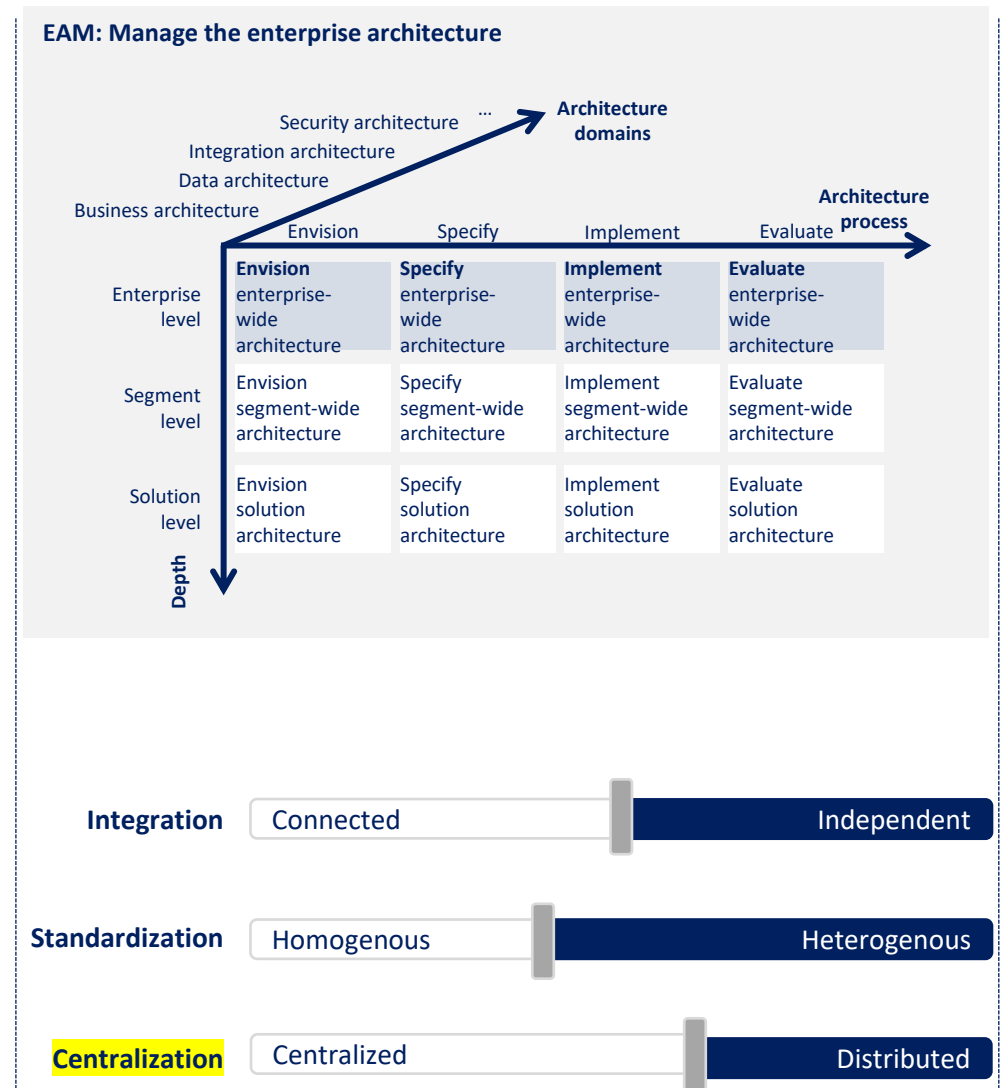 EAM: Manage the enterprise architecture
Architecture
domains
...
Security architecture
Integration architecture
Data architecture
Business architecture
Architecture
process
Envision
Specify
Implement
Evaluate
Enterprise
level
Envision
enterprise-
wide
architecture
Specify
enterprise-
wide
architecture
Implement
enterprise-
wide
architecture
Evaluate
enterprise-
wide
architecture
Segment
level
Envision
segment-wide
architecture
Specify
segment-wide
architecture
Implement
segment-wide
architecture
Evaluate
segment-wide
architecture
Solution
level
Envision
solution
architecture
Specify
solution
architecture
Implement
solution
architecture
Evaluate
solution
architecture
Depth
Integration
Connected
Independent
Standardization
Homogenous
Heterogenous
Centralization
Centralized
Distributed